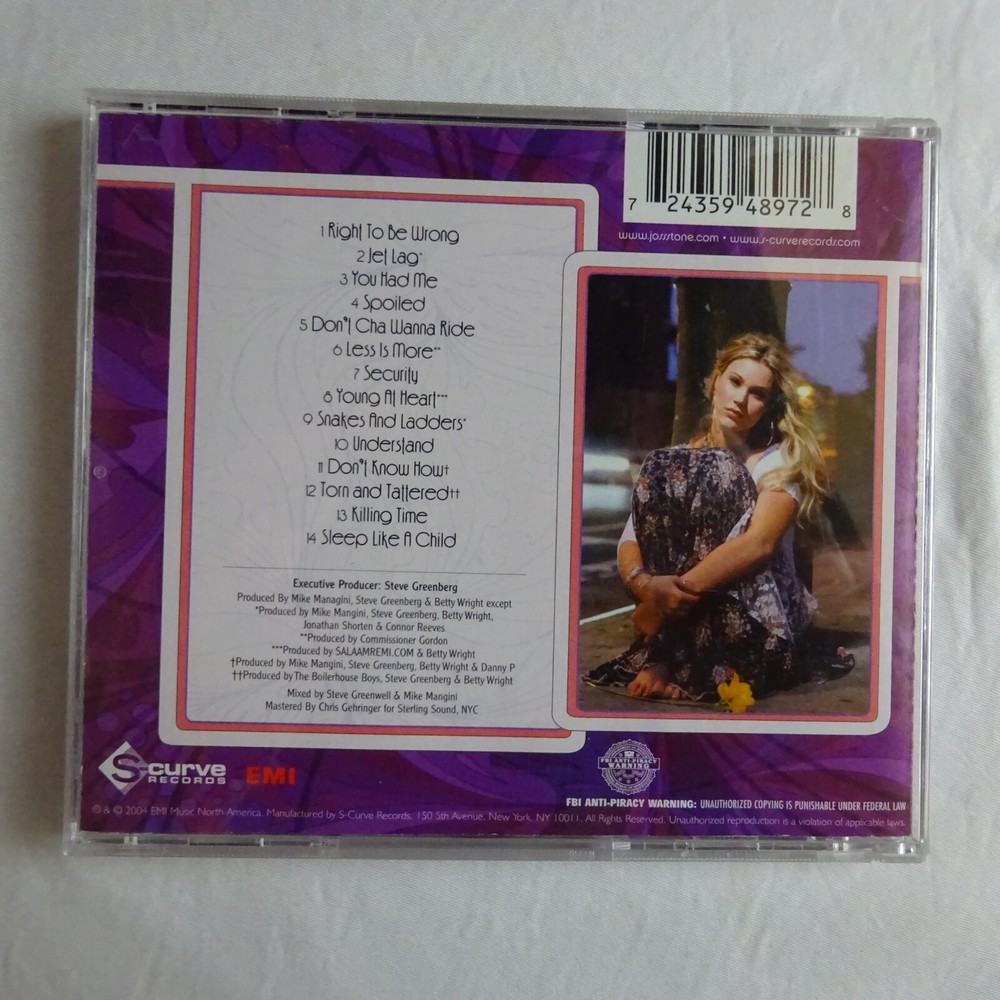 1 Right To Be Wrong
2 Jet Lag*
3 You Had Me
4 Spoiled
5 Don't Cha Wanna Ride
6 Less Is More**
7 Security
8 Young At Heart***
9 Snakes And Ladders*
10 Understand
11 Don't Know How†
12 Torn and Tattered††
13 Killing Time
14 Sleep Like A Child
Executive Producer: Steve Greenberg
Produced By Mike Managini, Steve Greenberg & Betty Wright except
*Produced by Mike Mangini, Steve Greenberg, Betty Wright,
Jonathan Shorten & Connor Reeves
**Produced by Commissioner Gordon
***Produced by SALAAMREMI.COM & Betty Wright
†Produced by Mike Mangini, Steve Greenberg, Betty Wright & Danny P
††Produced by The Boilerhouse Boys, Steve Greenberg & Betty Wright
Mixed by Steve Greenwell & Mike Mangini
Mastered By Chris Gehringer for Sterling Sound, NYC
7 24359 48972 8
www.jossstone.com • www.s-curverecords.com
S-curve
RECORDS
EMI
FBI ANTI-PIRACY
WARNING
FBI ANTI-PIRACY WARNING: UNAUTHORIZED COPYING IS PUNISHABLE UNDER FEDERAL LAW
℗ & © 2004 EMI Music North America. Manufactured by S-Curve Records, 150 5th Avenue, New York, NY 10011. All Rights Reserved. Unauthorized reproduction is a violation of applicable laws.